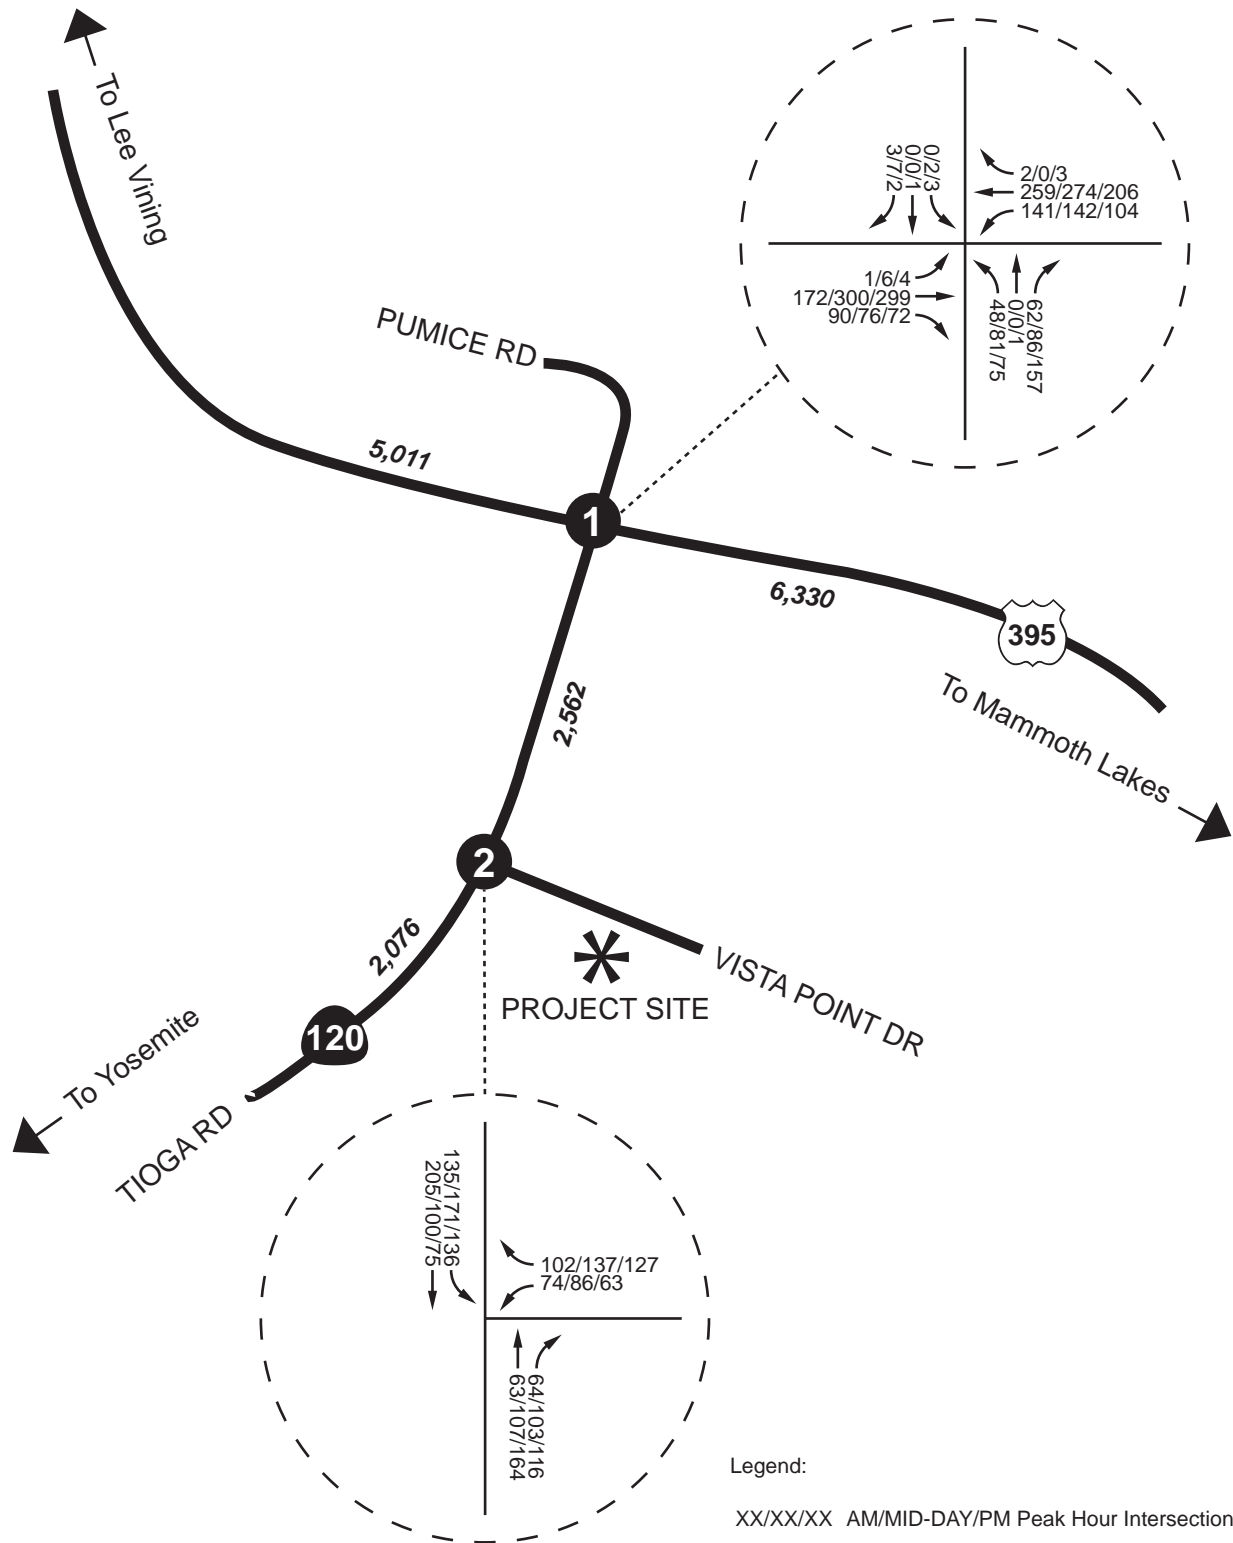 To Lee Vining
0/2/3
0/0/1
3/7/2
2/0/3
259/274/206
141/142/104
1/6/4
172/300/299
90/76/72
62/86/157
0/0/1
48/81/75
PUMICE RD
5,011
1
6,330
395
To Mammoth Lakes
2,562
2
2,076
PROJECT SITE
VISTA POINT DR
120
To Yosemite
TIOGA RD
135/171/136
205/100/75
102/137/127
74/86/63
64/103/116
63/107/164
Legend:
XX/XX/XX AM/MID-DAY/PM Peak Hour Intersection